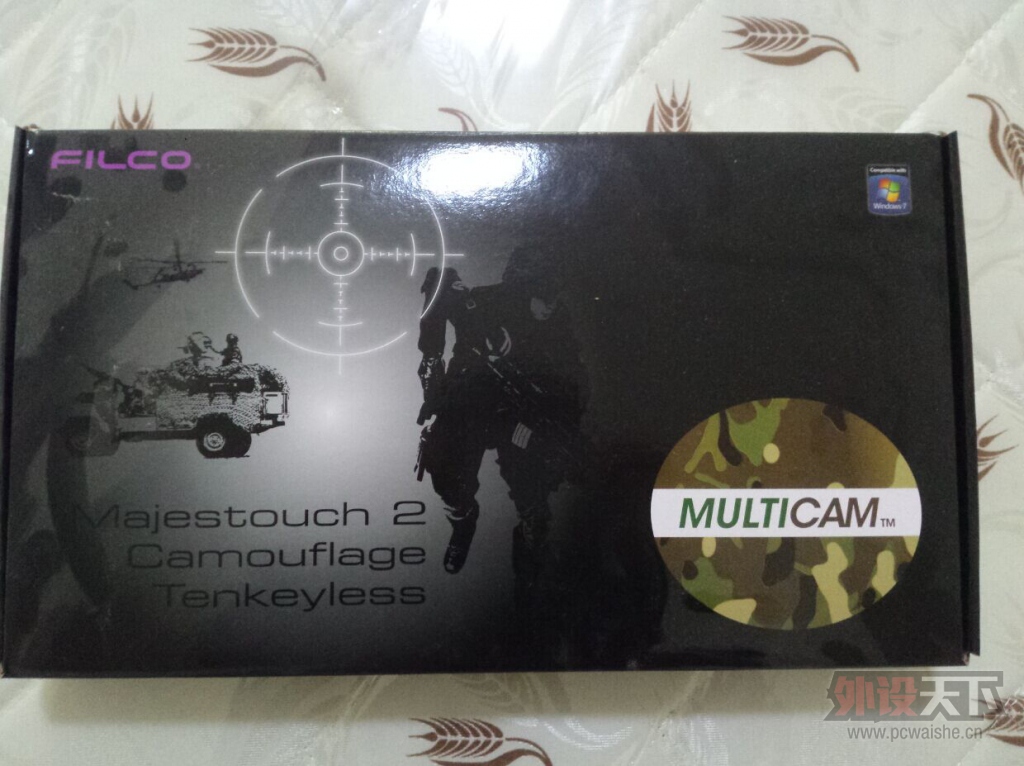 FILCO
Compatible with
Windows 7
Majestouch 2
Camouflage
Tenkeyless
MULTICAM™
外设天下
www.pcwaishe.cn